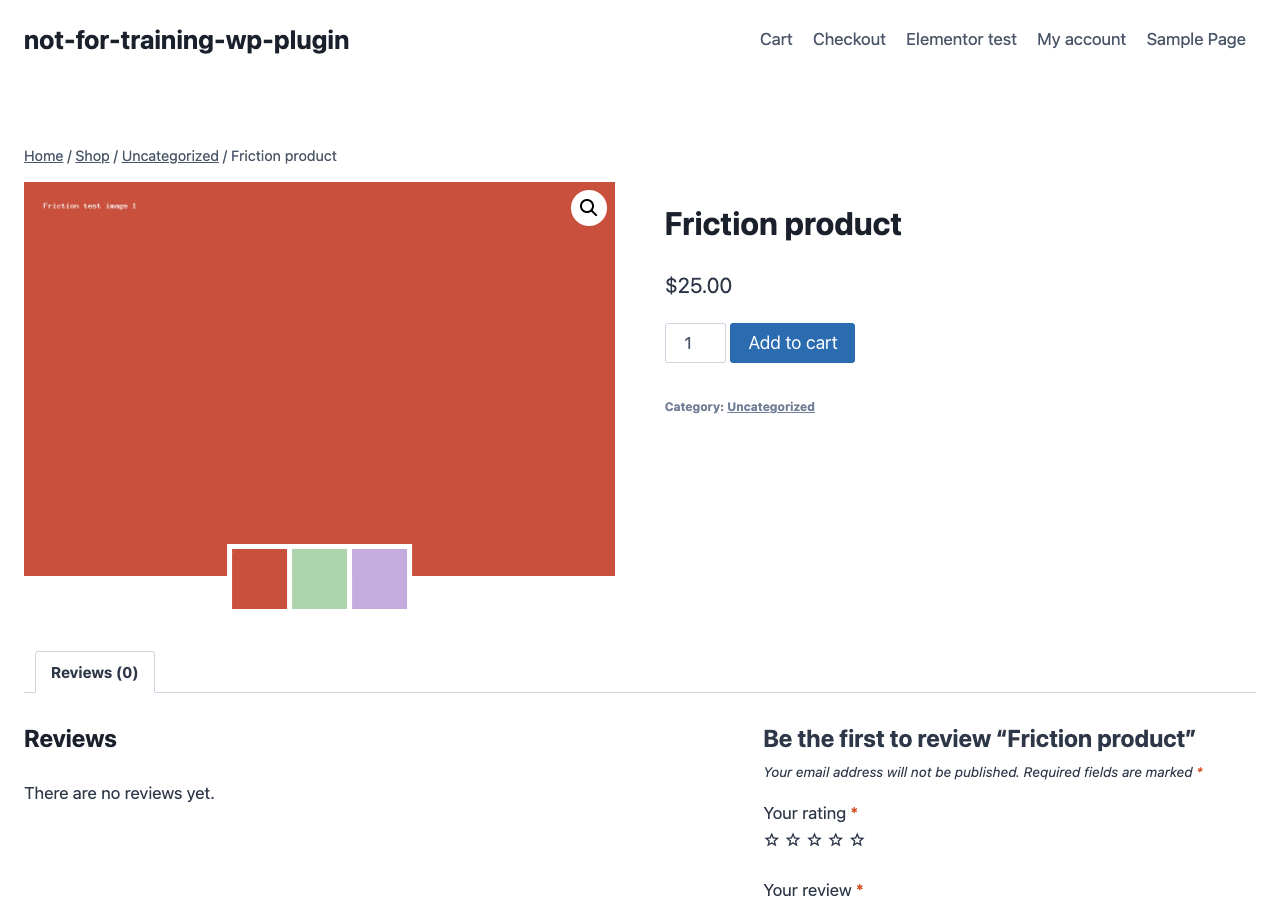 not-for-training-wp-plugin
Cart Checkout Elementor test My account Sample Page
Home / Shop / Uncategorized / Friction product
Friction test image 1
Friction product
$25.00
1 Add to cart
Category: Uncategorized
Reviews (0)
Reviews
There are no reviews yet.
Be the first to review “Friction product”
Your email address will not be published. Required fields are marked *
Your rating *
Your review *